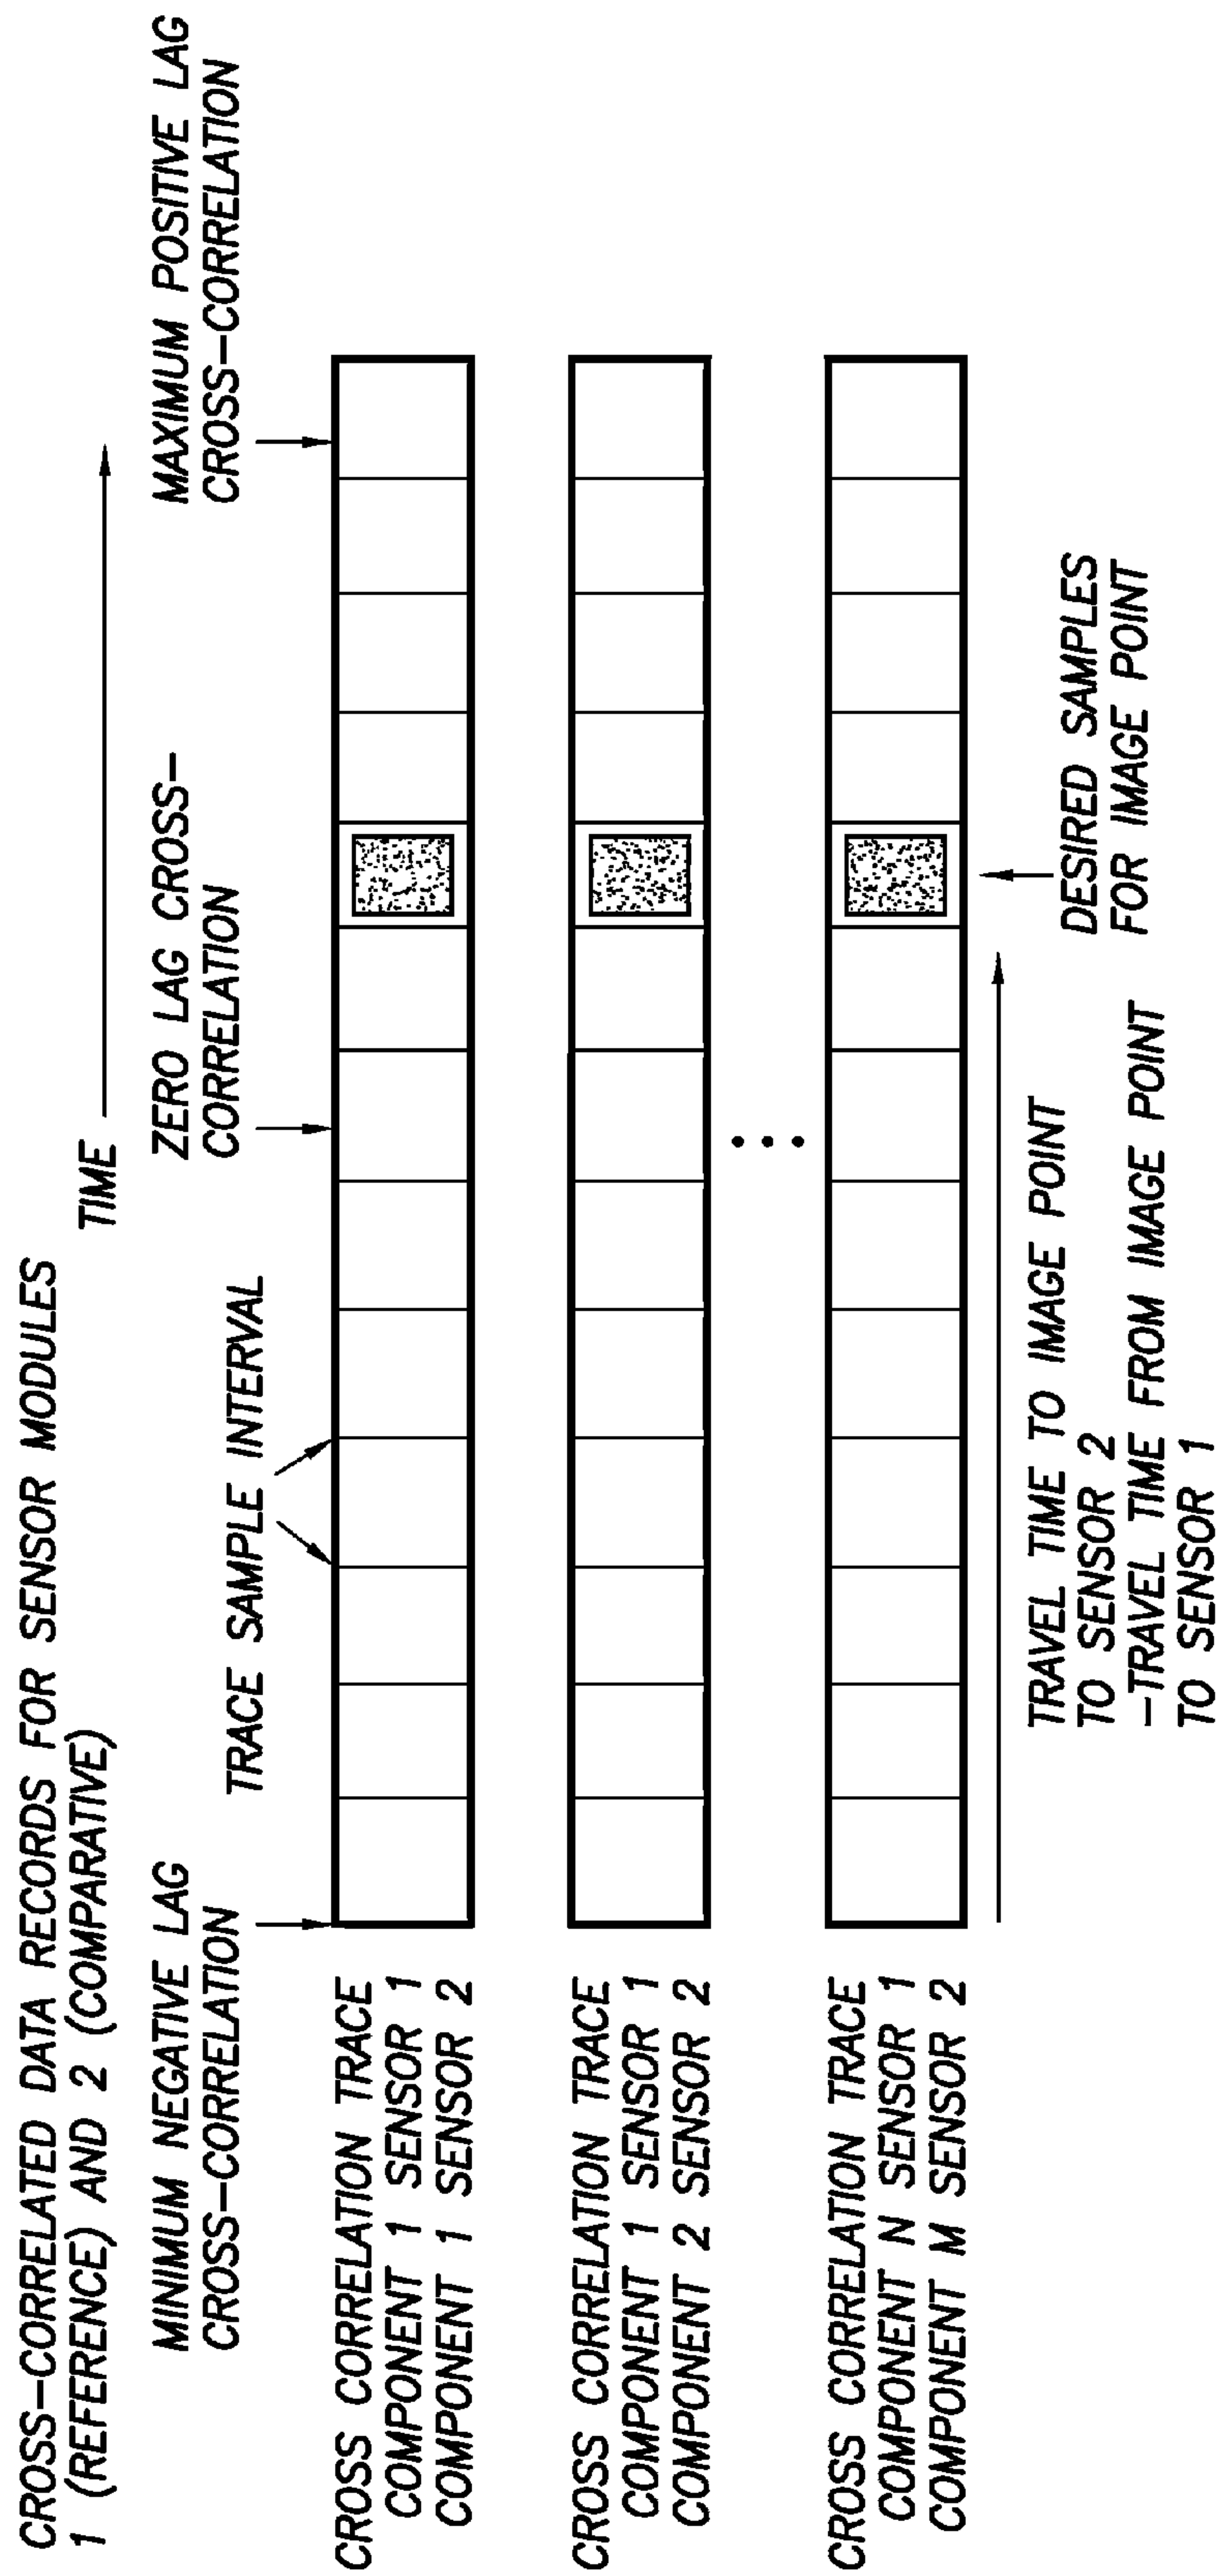 CROSS-CORRELATED DATA RECORDS FOR SENSOR MODULES
1 (REFERENCE) AND 2 (COMPARATIVE)
TIME
MINIMUM NEGATIVE LAG
CROSS-CORRELATION
TRACE SAMPLE INTERVAL
ZERO LAG CROSS-
CORRELATION
MAXIMUM POSITIVE LAG
CROSS-CORRELATION
CROSS CORRELATION TRACE
COMPONENT 1 SENSOR 1
COMPONENT 1 SENSOR 2
CROSS CORRELATION TRACE
COMPONENT 1 SENSOR 1
COMPONENT 2 SENSOR 2
CROSS CORRELATION TRACE
COMPONENT N SENSOR 1
COMPONENT M SENSOR 2
TRAVEL TIME TO IMAGE POINT
TO SENSOR 2
-TRAVEL TIME FROM IMAGE POINT
TO SENSOR 1
DESIRED SAMPLES
FOR IMAGE POINT